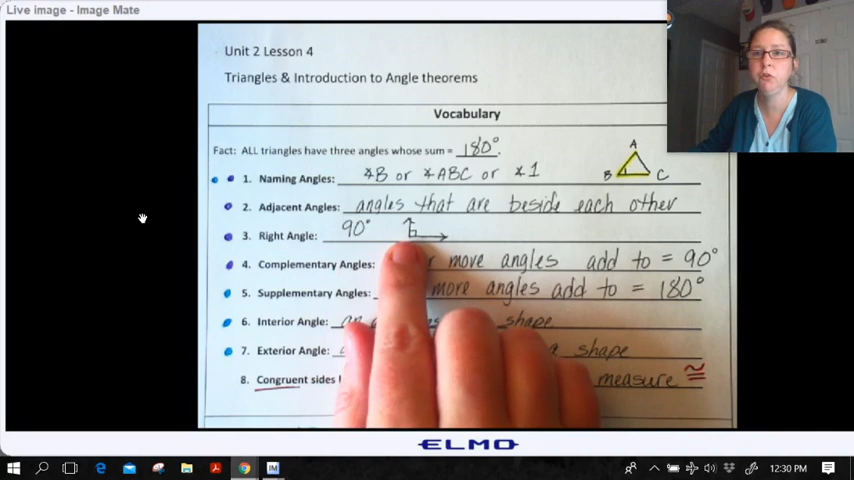 Live image - Image Mate
Unit 2 Lesson 4
Triangles & Introduction to Angle theorems
Vocabulary
Fact: ALL triangles have three angles whose sum = 180°.
1. Naming Angles: ∡B or ∡ABC or ∡1
A
B 1 C
2. Adjacent Angles: angles that are beside each other
3. Right Angle: 90°
4. Complementary Angles: move angles add to = 90°
5. Supplementary Angles: more angles add to = 180°
6. Interior Angle: shape
7. Exterior Angle: a shape
8. Congruent sides measure ≅
ELMO
12:30 PM